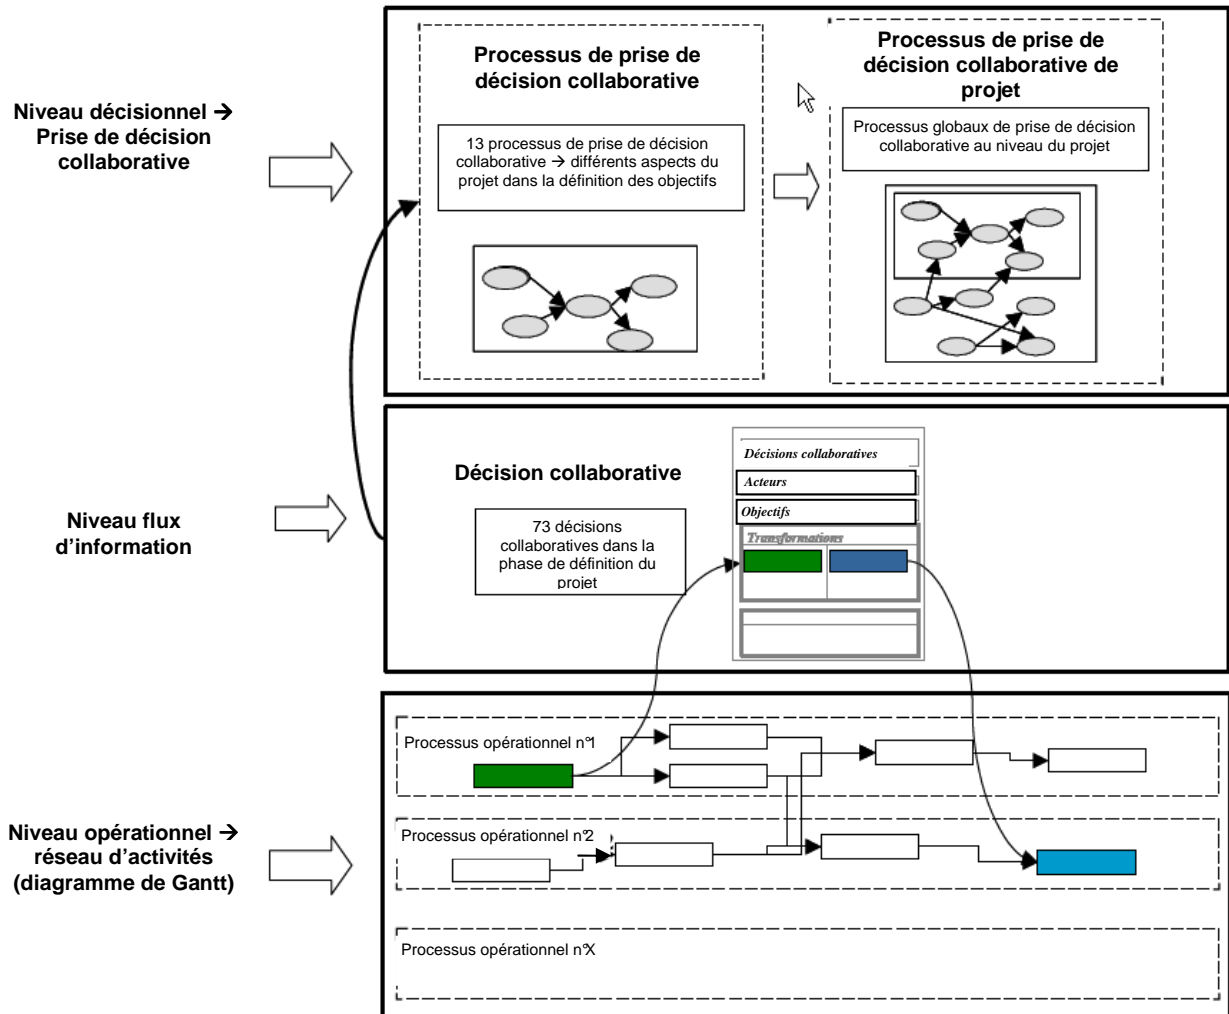 Niveau décisionnel →
Prise de décision
collaborative
Processus de prise de
décision collaborative
13 processus de prise de décision
collaborative → différents aspects du
projet dans la définition des objectifs
Processus de prise de
décision collaborative de
projet
Processus globaux de prise de décision
collaborative au niveau du projet
Niveau flux
d'information
Décision collaborative
73 décisions
collaboratives dans la
phase de définition du
projet
Décisions collaboratives
Acteurs
Objectifs
Transformations
Niveau opérationnel →
réseau d'activités
(diagramme de Gantt)
Processus opérationnel n°1
Processus opérationnel n°2
Processus opérationnel n°X